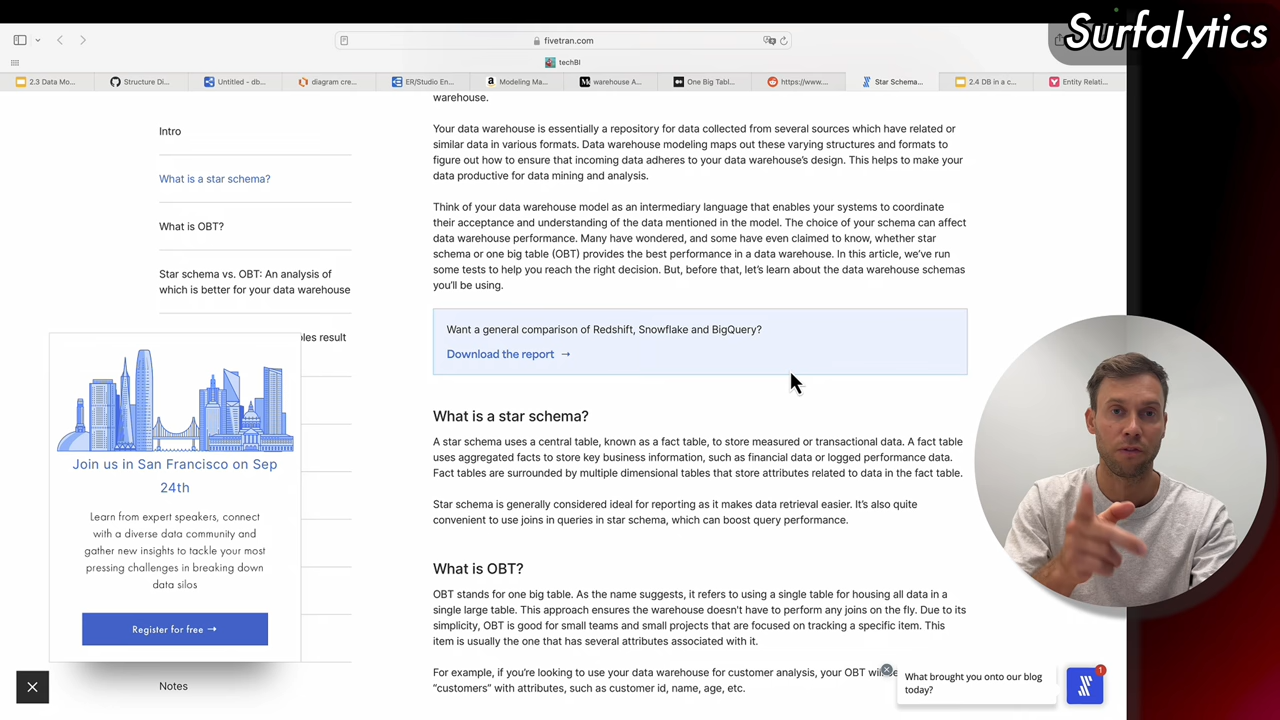 Surfalytics
fivetran.com
techBI
2.3 Data Mo...
Structure Di...
Untitled - db...
diagram cre...
ER/Studio En...
Modeling Ma...
warehouse A...
One Big Tabl...
https://www....
Star Schema...
2.4 DB in a c...
Entity Relati...
Intro
What is a star schema?
What is OBT?
Star schema vs. OBT: An analysis of
which is better for your data warehouse
les result
Notes
Join us in San Francisco on Sep
24th
Learn from expert speakers, connect
with a diverse data community and
gather new insights to tackle your most
pressing challenges in breaking down
data silos
Register for free →
warehouse.
Your data warehouse is essentially a repository for data collected from several sources which have related or
similar data in various formats. Data warehouse modeling maps out these varying structures and formats to
figure out how to ensure that incoming data adheres to your data warehouse's design. This helps to make your
data productive for data mining and analysis.
Think of your data warehouse model as an intermediary language that enables your systems to coordinate
their acceptance and understanding of the data mentioned in the model. The choice of your schema can affect
data warehouse performance. Many have wondered, and some have even claimed to know, whether star
schema or one big table (OBT) provides the best performance in a data warehouse. In this article, we've run
some tests to help you reach the right decision. But, before that, let's learn about the data warehouse schemas
you'll be using.
Want a general comparison of Redshift, Snowflake and BigQuery?
Download the report →
What is a star schema?
A star schema uses a central table, known as a fact table, to store measured or transactional data. A fact table
uses aggregated facts to store key business information, such as financial data or logged performance data.
Fact tables are surrounded by multiple dimensional tables that store attributes related to data in the fact table.
Star schema is generally considered ideal for reporting as it makes data retrieval easier. It's also quite
convenient to use joins in queries in star schema, which can boost query performance.
What is OBT?
OBT stands for one big table. As the name suggests, it refers to using a single table for housing all data in a
single large table. This approach ensures the warehouse doesn't have to perform any joins on the fly. Due to its
simplicity, OBT is good for small teams and small projects that are focused on tracking a specific item. This
item is usually the one that has several attributes associated with it.
For example, if you're looking to use your data warehouse for customer analysis, your OBT wi
"customers" with attributes, such as customer id, name, age, etc.
What brought you onto our blog
today?
1